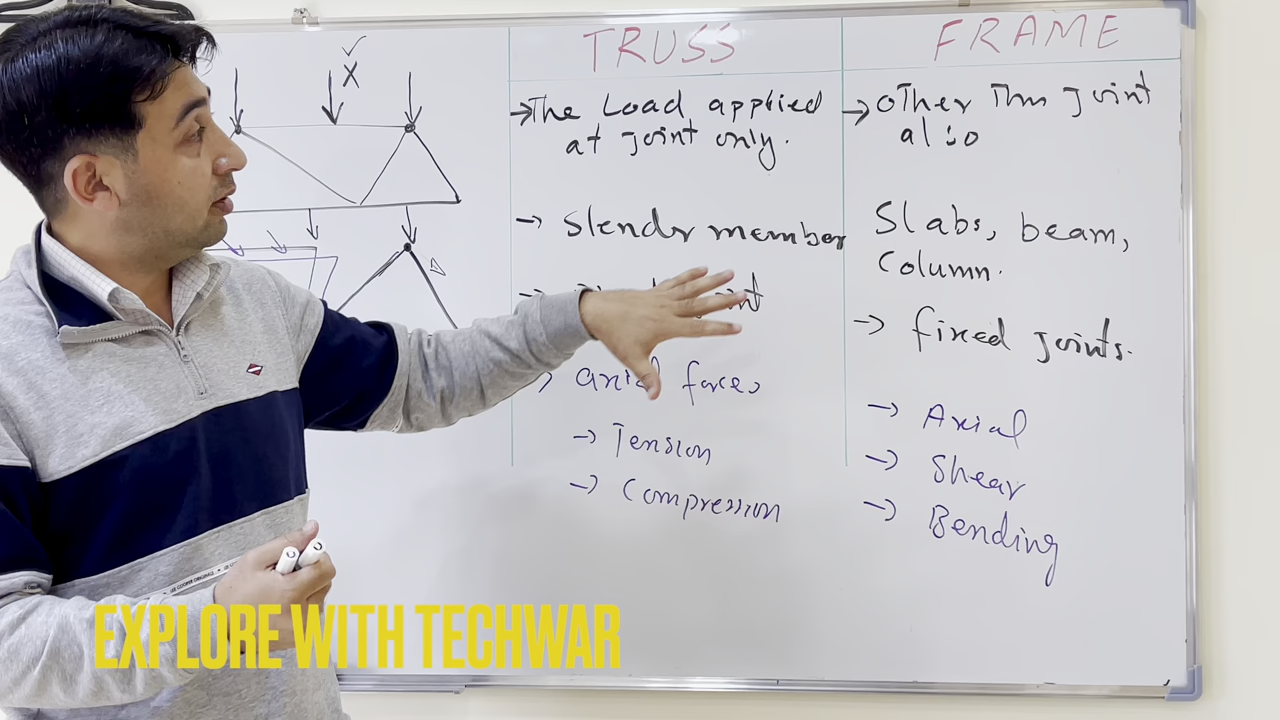 TRUSS
→The Load applied
at joint only.
→ Slendr member
→
→ axial forces
→ Tension
→ Compression
FRAME
→ other Thn joint
also
Slabs, beam,
Column.
→ fixed joints.
→ Axial
→ Shear
→ Bending
✓
X
EXPLORE WITH TECHWAR